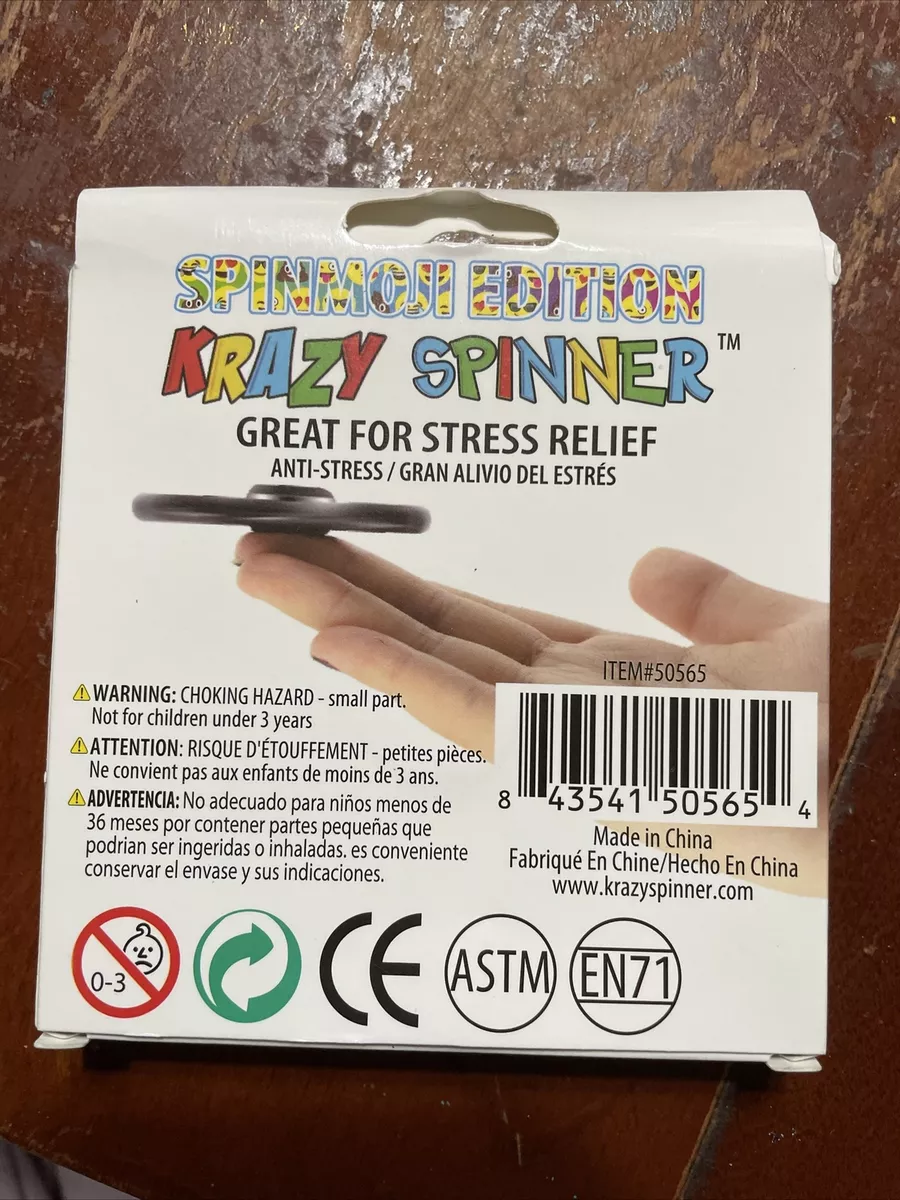 SPINMOJI EDITION
KRAZY SPINNER™
GREAT FOR STRESS RELIEF
ANTI-STRESS / GRAN ALIVIO DEL ESTRÉS
ITEM#50565
⚠ WARNING: CHOKING HAZARD - small part.
Not for children under 3 years
⚠ ATTENTION: RISQUE D'ÉTOUFFEMENT - petites pièces.
Ne convient pas aux enfants de moins de 3 ans.
⚠ ADVERTENCIA: No adecuado para niños menos de
36 meses por contener partes pequeñas que
podrian ser ingeridas o inhaladas. es conveniente
conservar el envase y sus indicaciones.
8 43541 50565 4
Made in China
Fabriqué En Chine/Hecho En China
www.krazyspinner.com
0-3
CE
ASTM
EN71